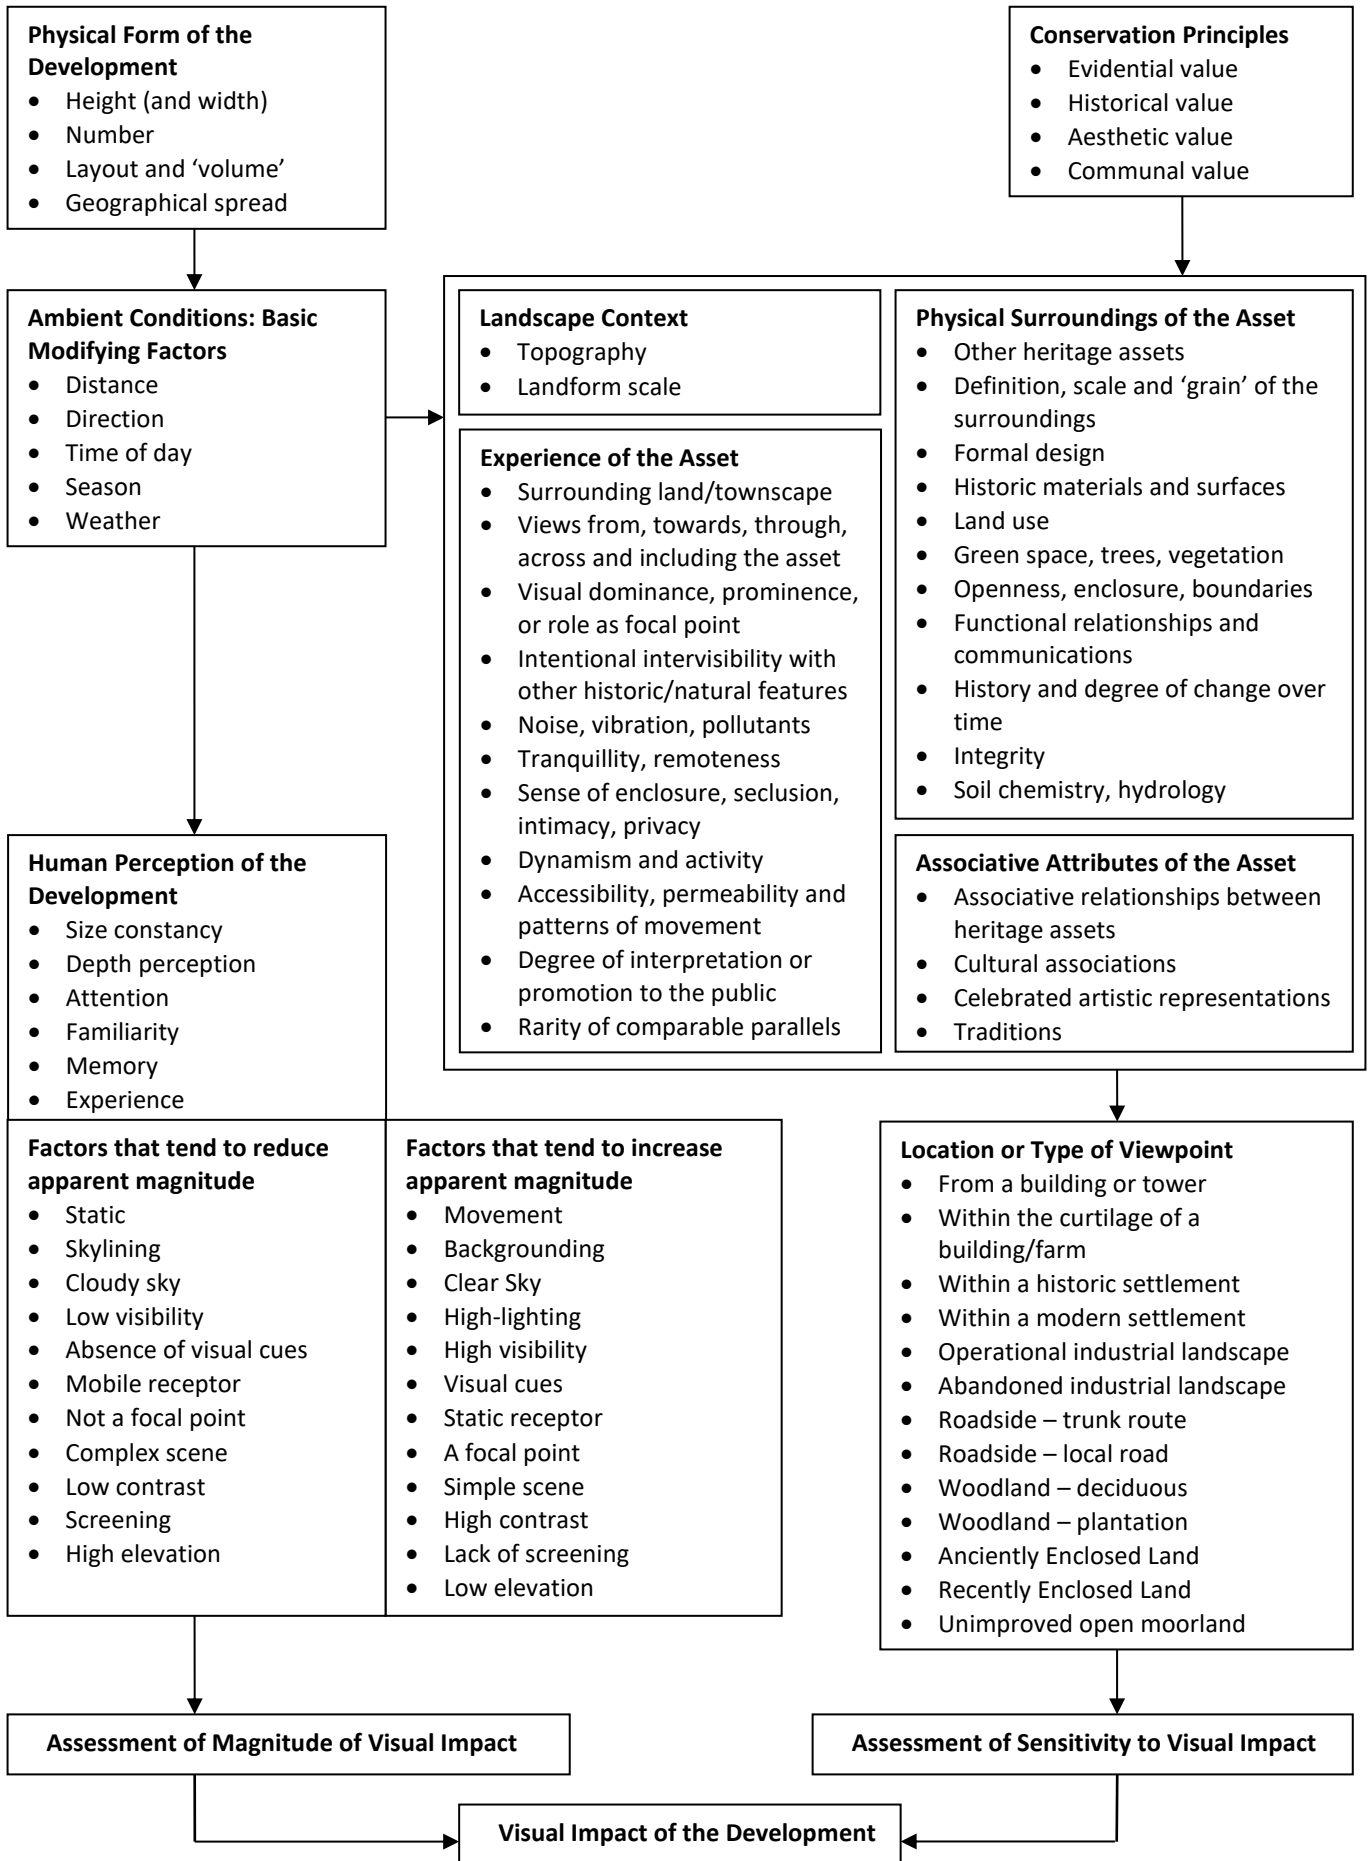 Physical Form of the
Development
• Height (and width)
• Number
• Layout and ‘volume’
• Geographical spread
Conservation Principles
• Evidential value
• Historical value
• Aesthetic value
• Communal value
Ambient Conditions: Basic
Modifying Factors
• Distance
• Direction
• Time of day
• Season
• Weather
Landscape Context
• Topography
• Landform scale
Experience of the Asset
• Surrounding land/townscape
• Views from, towards, through,
across and including the asset
• Visual dominance, prominence,
or role as focal point
• Intentional intervisibility with
other historic/natural features
• Noise, vibration, pollutants
• Tranquillity, remoteness
• Sense of enclosure, seclusion,
intimacy, privacy
• Dynamism and activity
• Accessibility, permeability and
patterns of movement
• Degree of interpretation or
promotion to the public
• Rarity of comparable parallels
Physical Surroundings of the Asset
• Other heritage assets
• Definition, scale and ‘grain’ of the
surroundings
• Formal design
• Historic materials and surfaces
• Land use
• Green space, trees, vegetation
• Openness, enclosure, boundaries
• Functional relationships and
communications
• History and degree of change over
time
• Integrity
• Soil chemistry, hydrology
Associative Attributes of the Asset
• Associative relationships between
heritage assets
• Cultural associations
• Celebrated artistic representations
• Traditions
Human Perception of the
Development
• Size constancy
• Depth perception
• Attention
• Familiarity
• Memory
• Experience
Factors that tend to reduce
apparent magnitude
• Static
• Skylining
• Cloudy sky
• Low visibility
• Absence of visual cues
• Mobile receptor
• Not a focal point
• Complex scene
• Low contrast
• Screening
• High elevation
Factors that tend to increase
apparent magnitude
• Movement
• Backgrounding
• Clear Sky
• High-lighting
• High visibility
• Visual cues
• Static receptor
• A focal point
• Simple scene
• High contrast
• Lack of screening
• Low elevation
Location or Type of Viewpoint
• From a building or tower
• Within the curtilage of a
building/farm
• Within a historic settlement
• Within a modern settlement
• Operational industrial landscape
• Abandoned industrial landscape
• Roadside – trunk route
• Roadside – local road
• Woodland – deciduous
• Woodland – plantation
• Anciently Enclosed Land
• Recently Enclosed Land
• Unimproved open moorland
Assessment of Magnitude of Visual Impact
Assessment of Sensitivity to Visual Impact
Visual Impact of the Development